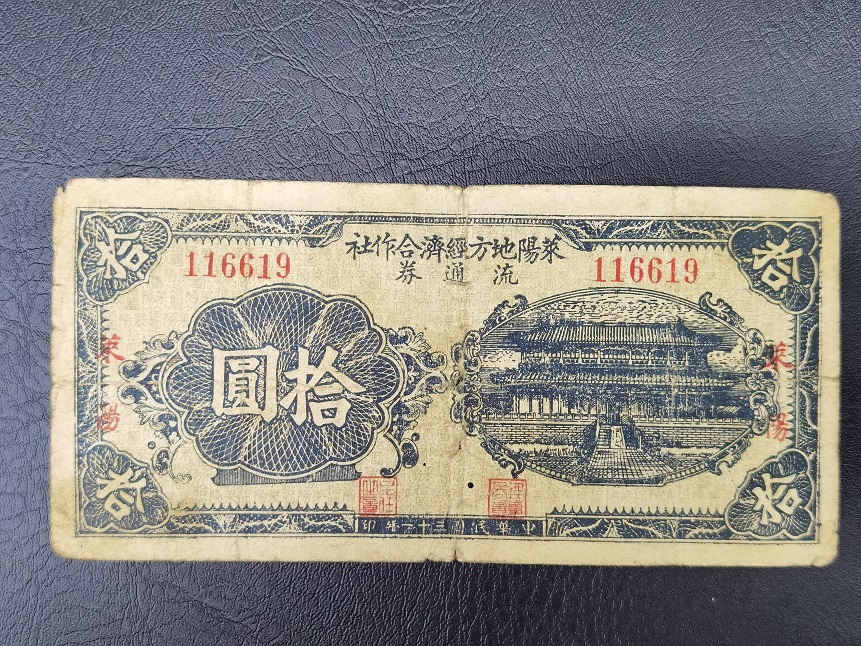 萊陽地方經濟合作社
流通券
116619
116619
拾
拾
萊陽
萊陽
拾圓
拾
拾
中華民國三十六年印